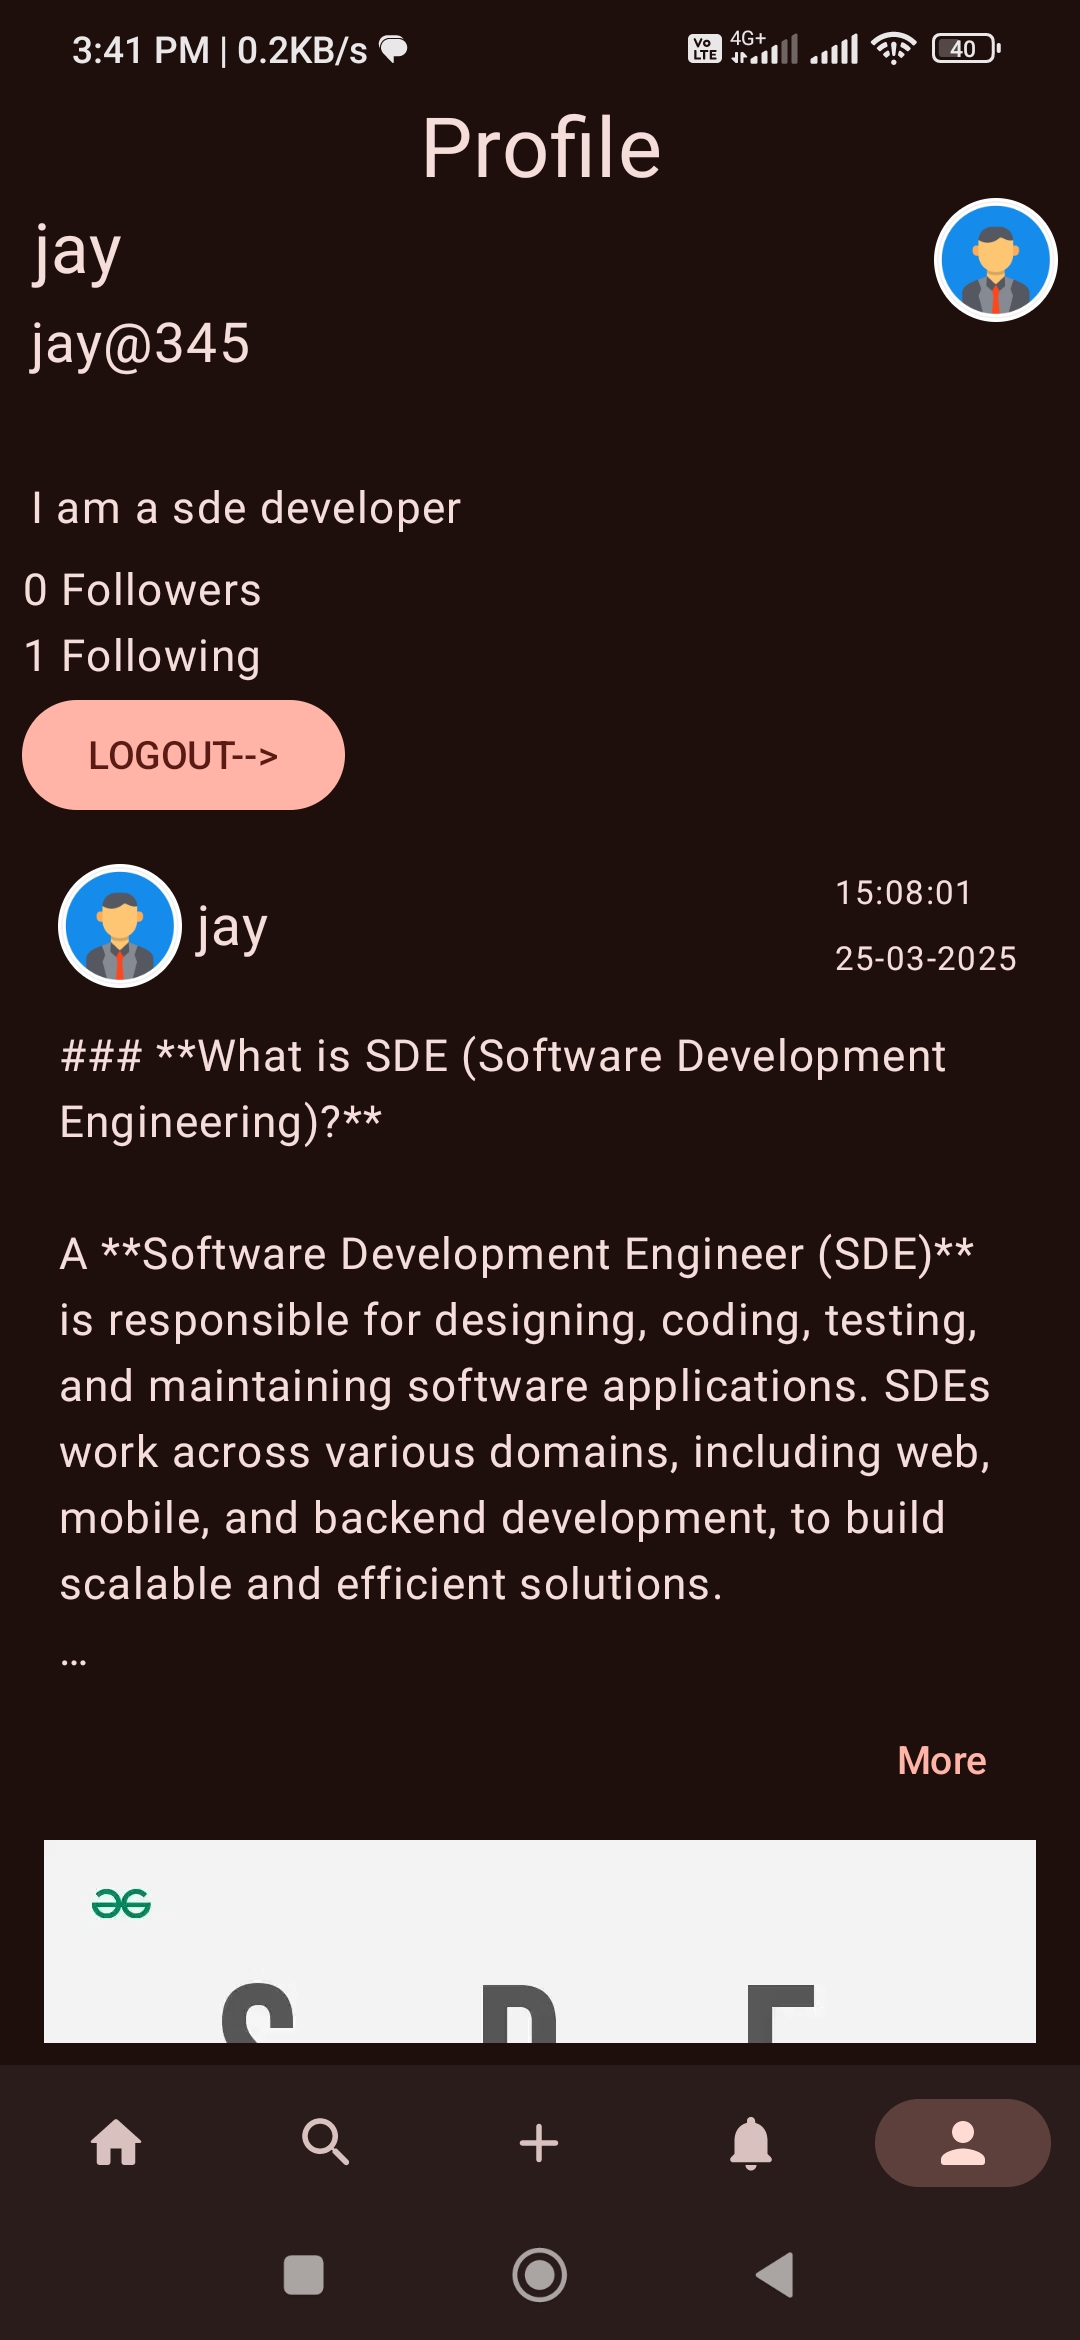 3:41 PM | 0.2KB/s
Vo LTE 4G+ 40
Profile
jay
jay@345
I am a sde developer
0 Followers
1 Following
LOGOUT-->
jay
15:08:01
25-03-2025
### **What is SDE (Software Development
Engineering)?**
A **Software Development Engineer (SDE)**
is responsible for designing, coding, testing,
and maintaining software applications. SDEs
work across various domains, including web,
mobile, and backend development, to build
scalable and efficient solutions.
…
More
S D E